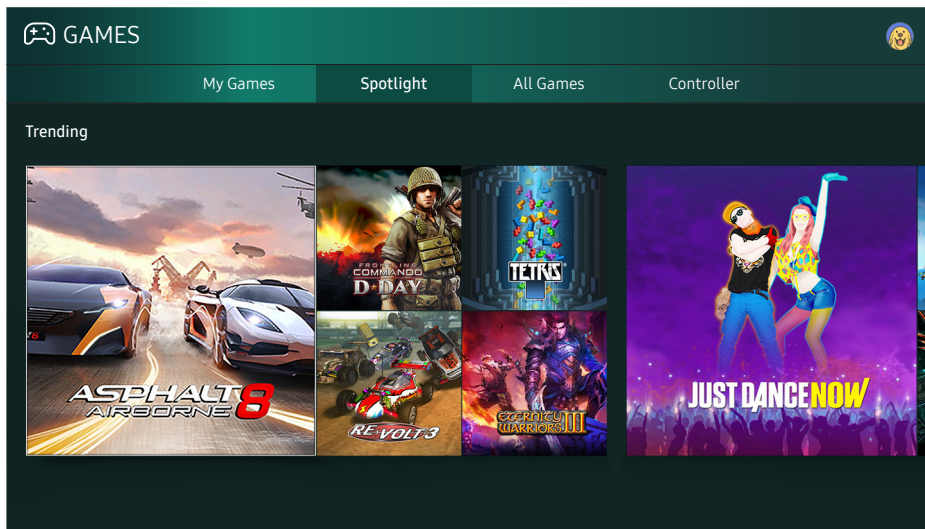 GAMES
My Games
Spotlight
All Games
Controller
Trending
ASPHALT 8
AIRBORNE
FRONTLINE
COMMANDO
D-DAY
TETRIS
RE-VOLT 3
ETERNITY
WARRIORS III
JUST DANCE NOW